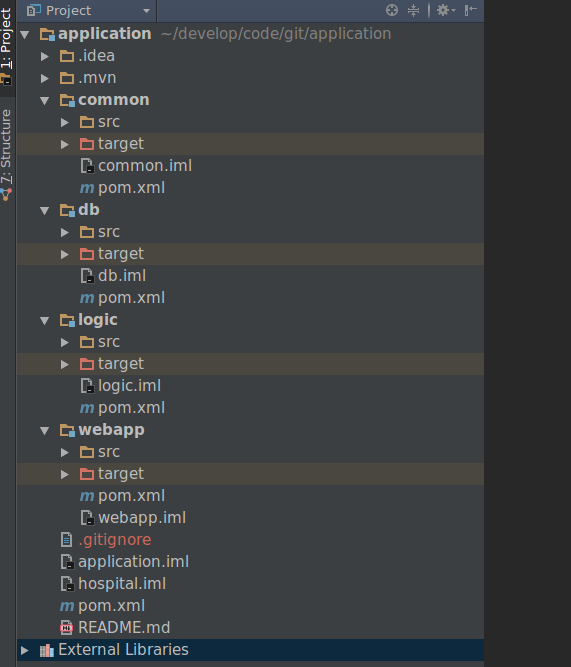 Project
1: Project
7: Structure
application ~/develop/code/git/application
.idea
.mvn
common
src
target
common.iml
pom.xml
db
src
target
db.iml
pom.xml
logic
src
target
logic.iml
pom.xml
webapp
src
target
pom.xml
webapp.iml
.gitignore
application.iml
hospital.iml
pom.xml
README.md
External Libraries